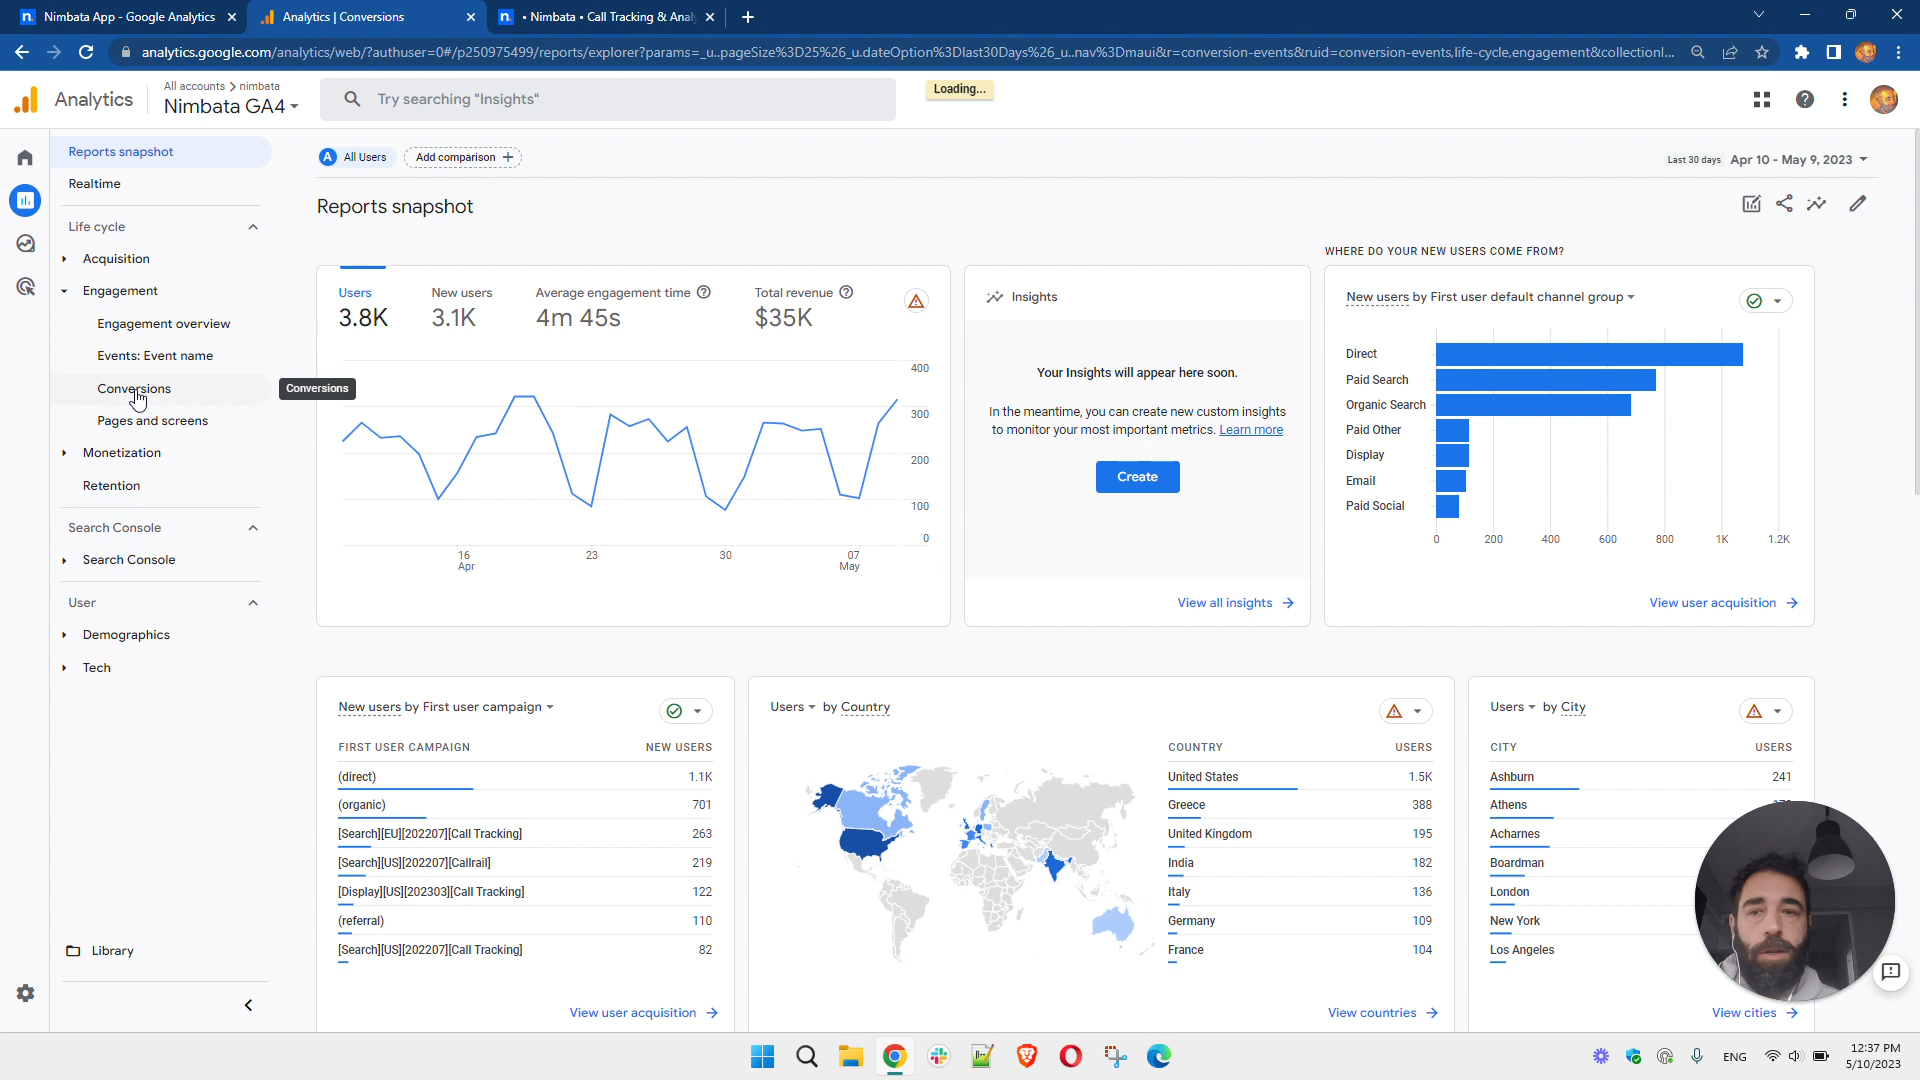 Nimbata App - Google Analytics
Analytics | Conversions
• Nimbata • Call Tracking & Anal
analytics.google.com/analytics/web/?authuser=0#/p250975499/reports/explorer?params=_u..pageSize%3D25%26_u.dateOption%3Dlast30Days%26_u..nav%3Dmaui&r=conversion-events&ruid=conversion-events,life-cycle,engagement&collectionI...
Analytics
All accounts > nimbata
Nimbata GA4
Try searching "Insights"
Loading...
Reports snapshot
Realtime
Life cycle
Acquisition
Engagement
Engagement overview
Events: Event name
Conversions
Conversions
Pages and screens
Monetization
Retention
Search Console
Search Console
User
Demographics
Tech
Library
A All Users
Add comparison +
Last 30 days Apr 10 - May 9, 2023
Reports snapshot
Users
3.8K
New users
3.1K
Average engagement time
4m 45s
Total revenue
$35K
400
300
200
100
0
16
Apr
23
30
07
May
Insights
Your Insights will appear here soon.
In the meantime, you can create new custom insights
to monitor your most important metrics. Learn more
Create
View all insights
WHERE DO YOUR NEW USERS COME FROM?
New users by First user default channel group
Direct
Paid Search
Organic Search
Paid Other
Display
Email
Paid Social
0 200 400 600 800 1K 1.2K
View user acquisition
New users by First user campaign
FIRST USER CAMPAIGN NEW USERS
(direct) 1.1K
(organic) 701
[Search][EU][202207][Call Tracking] 263
[Search][US][202207][Callrail] 219
[Display][US][202303][Call Tracking] 122
(referral) 110
[Search][US][202207][Call Tracking] 82
View user acquisition
Users by Country
COUNTRY USERS
United States 1.5K
Greece 388
United Kingdom 195
India 182
Italy 136
Germany 109
France 104
View countries
Users by City
CITY USERS
Ashburn 241
Athens
Acharnes
Boardman
London
New York
Los Angeles
View cities
ENG
12:37 PM
5/10/2023